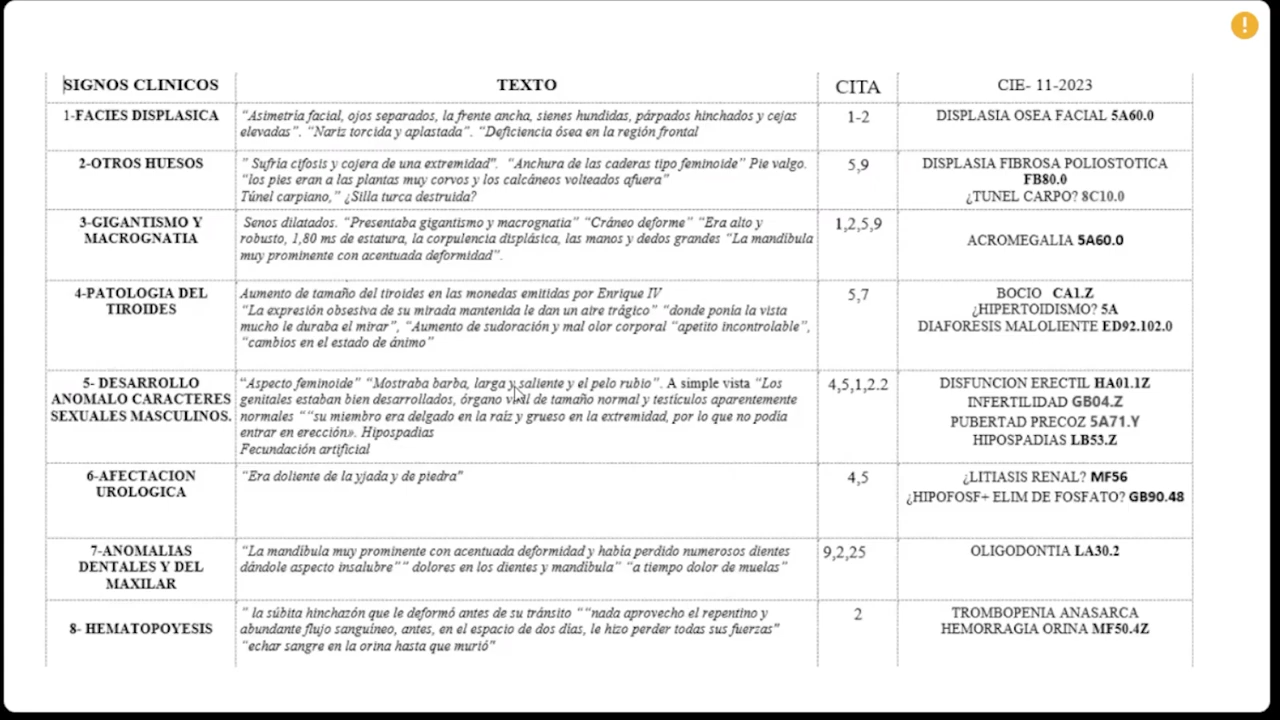 SIGNOS CLINICOS TEXTO CITA CIE- 11-2023
1-FACIES DISPLASICA
“Asimetría facial, ojos separados, la frente ancha, sienes hundidas, párpados hinchados y cejas
elevadas”. “Nariz torcida y aplastada”. “Deficiencia ósea en la región frontal
1-2
DISPLASIA OSEA FACIAL 5A60.0
2-OTROS HUESOS
” Sufría cifosis y cojera de una extremidad”. “Anchura de las caderas tipo feminoide” Pie valgo.
“los pies eran a las plantas muy corvos y los calcáneos volteados afuera”
Túnel carpiano,” ¿Silla turca destruida?
5,9
DISPLASIA FIBROSA POLIOSTOTICA
FB80.0
¿TUNEL CARPO? 8C10.0
3-GIGANTISMO Y
MACROGNATIA
Senos dilatados. “Presentaba gigantismo y macrognatia” “Cráneo deforme” “Era alto y
robusto, 1,80 ms de estatura, la corpulencia displásica, las manos y dedos grandes “La mandíbula
muy prominente con acentuada deformidad”.
1,2,5,9
ACROMEGALIA 5A60.0
4-PATOLOGIA DEL
TIROIDES
Aumento de tamaño del tiroides en las monedas emitidas por Enrique IV
“La expresión obsesiva de su mirada mantenida le dan un aire trágico” “donde ponía la vista
mucho le duraba el mirar”, “Aumento de sudoración y mal olor corporal “apetito incontrolable”,
“cambios en el estado de ánimo”
5,7
BOCIO CA1.Z
¿HIPERTOIDISMO? 5A
DIAFORESIS MALOLIENTE ED92.102.0
5- DESARROLLO
ANOMALO CARACTERES
SEXUALES MASCULINOS.
“Aspecto feminoide” “Mostraba barba, larga y saliente y el pelo rubio”. A simple vista “Los
genitales estaban bien desarrollados, órgano viril de tamaño normal y testículos aparentemente
normales ““su miembro era delgado en la raíz y grueso en la extremidad, por lo que no podía
entrar en erección». Hipospadias
Fecundación artificial
4,5,1,2.2
DISFUNCION ERECTIL HA01.1Z
INFERTILIDAD GB04.Z
PUBERTAD PRECOZ 5A71.Y
HIPOSPADIAS LB53.Z
6-AFECTACION
UROLOGICA
“Era doliente de la yjada y de piedra”
4,5
¿LITIASIS RENAL? MF56
¿HIPOFOSF+ ELIM DE FOSFATO? GB90.48
7-ANOMALIAS
DENTALES Y DEL
MAXILAR
“La mandíbula muy prominente con acentuada deformidad y había perdido numerosos dientes
dándole aspecto insalubre”” dolores en los dientes y mandíbula” “a tiempo dolor de muelas”
9,2,25
OLIGODONTIA LA30.2
8- HEMATOPOYESIS
“ la súbita hinchazón que le deformó antes de su tránsito ““nada aprovecho el repentino y
abundante flujo sanguíneo, antes, en el espacio de dos días, le hizo perder todas sus fuerzas”
“echar sangre en la orina hasta que murió”
2
TROMBOPENIA ANASARCA
HEMORRAGIA ORINA MF50.4Z